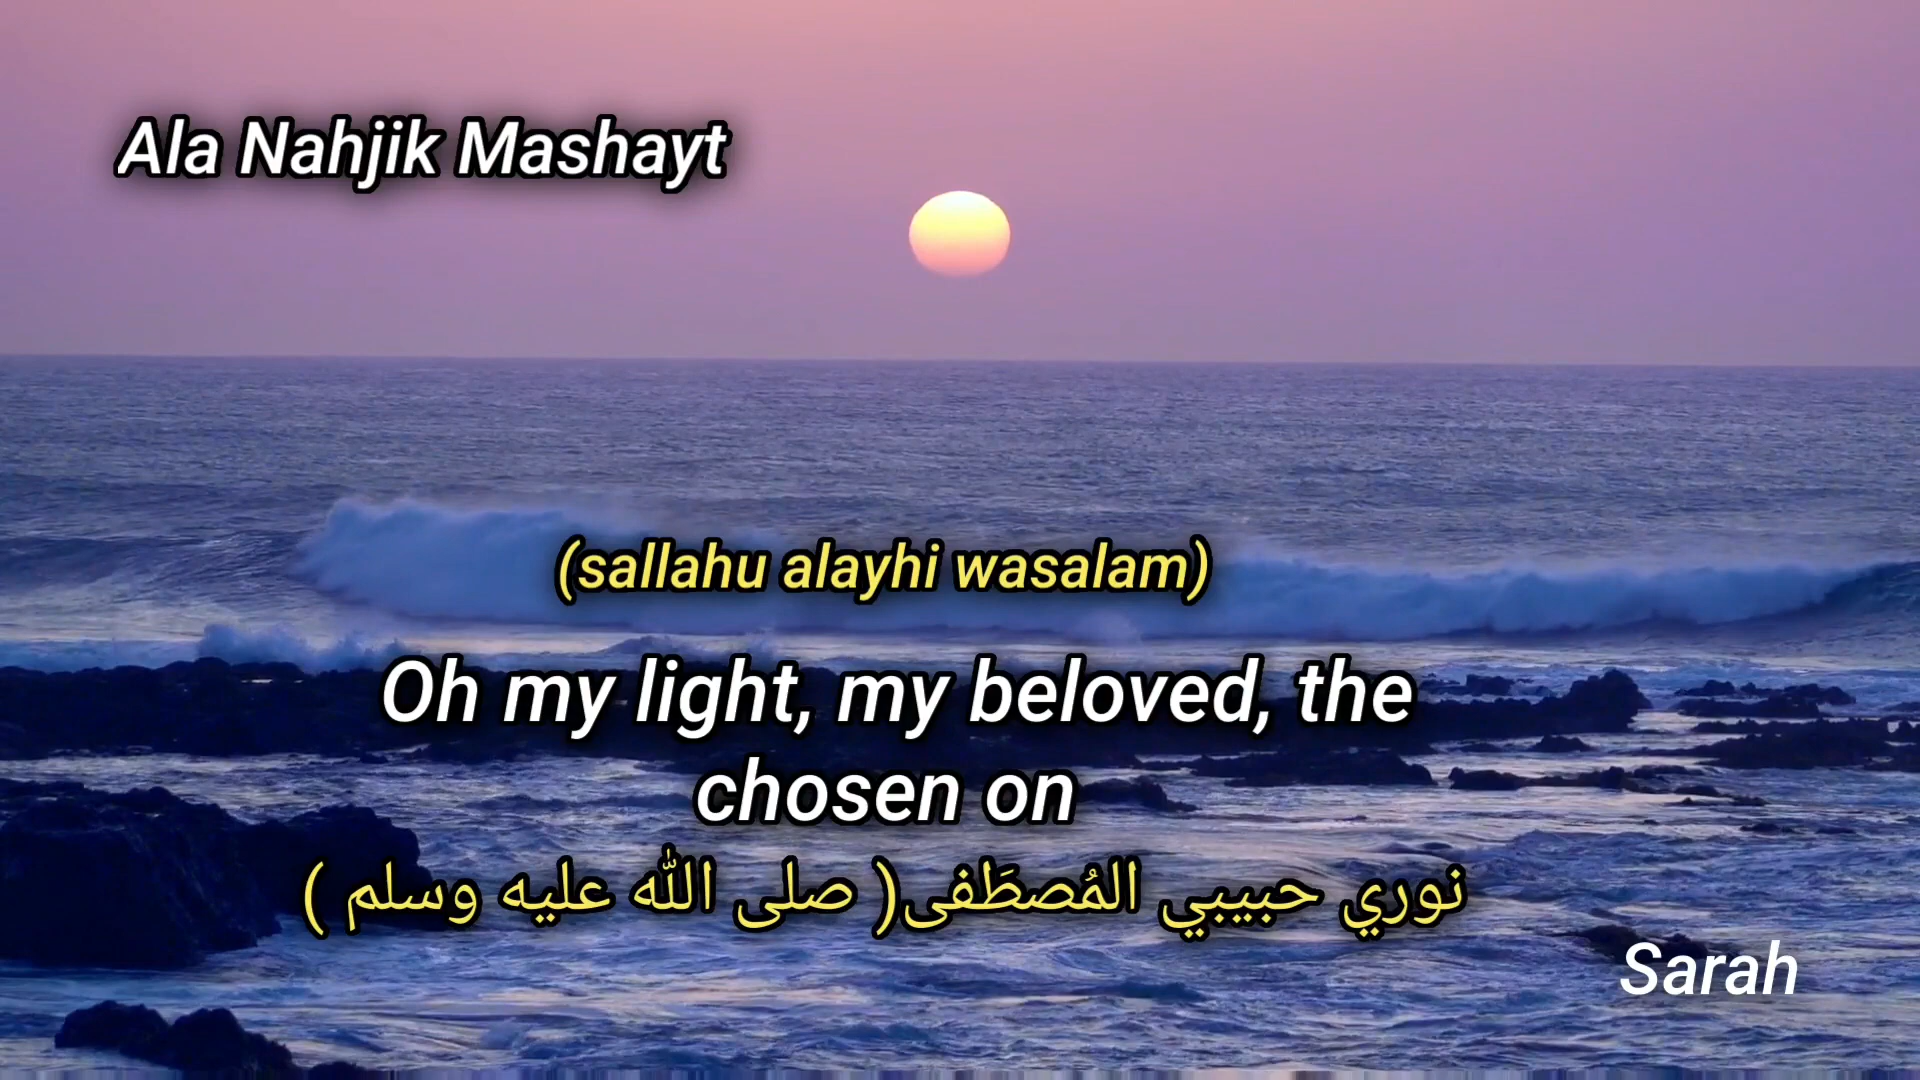 Ala Nahjik Mashayt
(sallahu alayhi wasalam)
Oh my light, my beloved, the
chosen on
نوري حبيبي المُصطَفى( صلى الله عليه وسلم )
Sarah